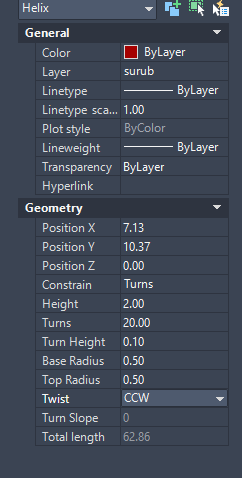 Helix
General
Color ByLayer
Layer surub
Linetype ByLayer
Linetype sca... 1.00
Plot style ByColor
Lineweight ByLayer
Transparency ByLayer
Hyperlink
Geometry
Position X 7.13
Position Y 10.37
Position Z 0.00
Constrain Turns
Height 2.00
Turns 20.00
Turn Height 0.10
Base Radius 0.50
Top Radius 0.50
Twist CCW
Turn Slope 0
Total length 62.86